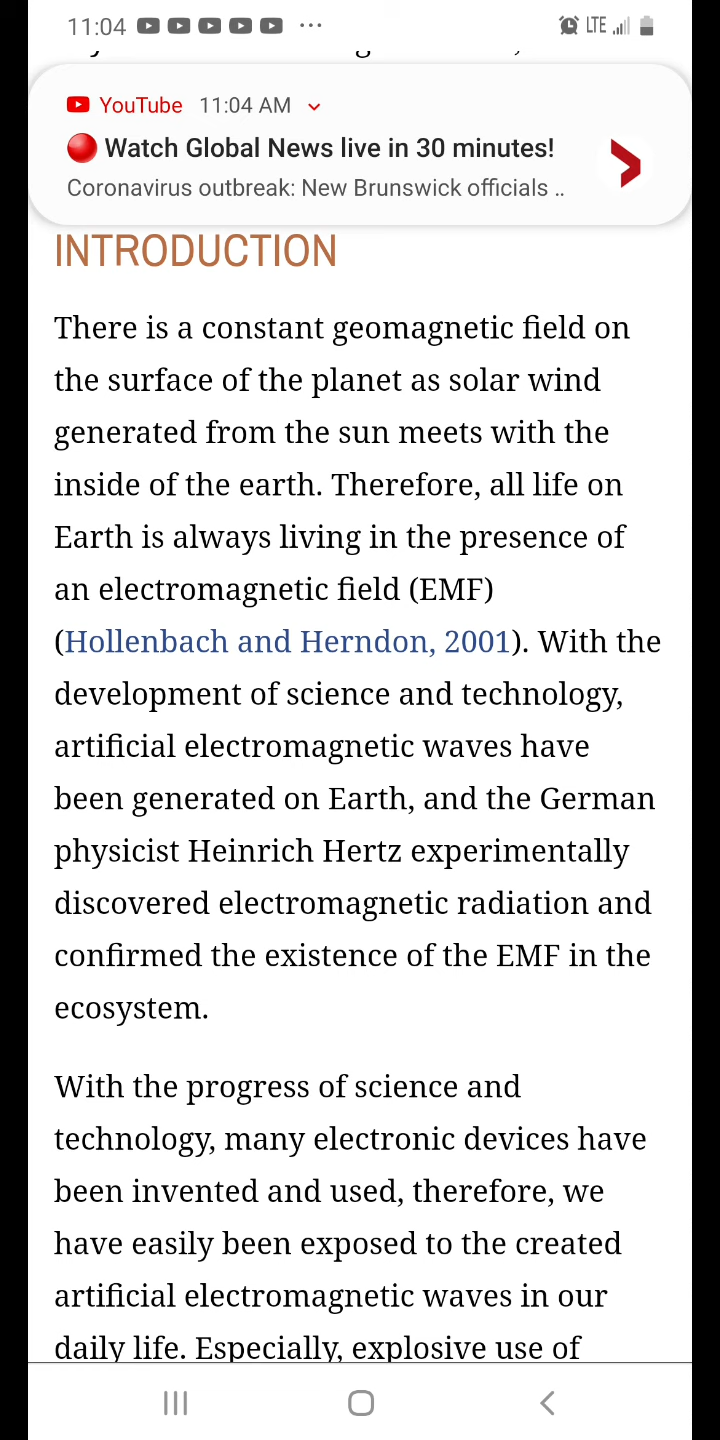 11:04
LTE
YouTube 11:04 AM
Watch Global News live in 30 minutes!
Coronavirus outbreak: New Brunswick officials ..
INTRODUCTION
There is a constant geomagnetic field on
the surface of the planet as solar wind
generated from the sun meets with the
inside of the earth. Therefore, all life on
Earth is always living in the presence of
an electromagnetic field (EMF)
(Hollenbach and Herndon, 2001). With the
development of science and technology,
artificial electromagnetic waves have
been generated on Earth, and the German
physicist Heinrich Hertz experimentally
discovered electromagnetic radiation and
confirmed the existence of the EMF in the
ecosystem.
With the progress of science and
technology, many electronic devices have
been invented and used, therefore, we
have easily been exposed to the created
artificial electromagnetic waves in our
daily life. Especially, explosive use of